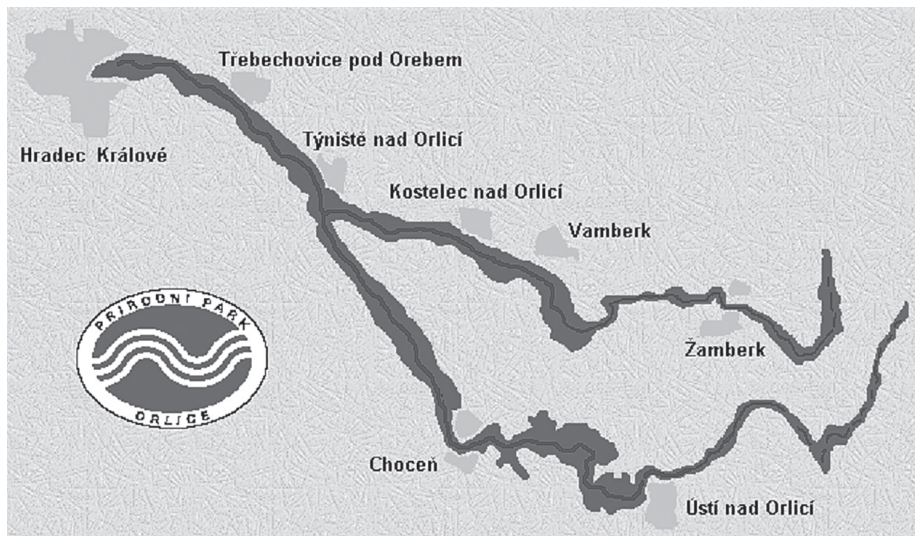 Třebechovice pod Orebem
Hradec Králové
Týniště nad Orlicí
Kostelec nad Orlicí
Vamberk
Žamberk
Choceň
Ústí nad Orlicí
PŘÍRODNÍ PARK
ORLICE